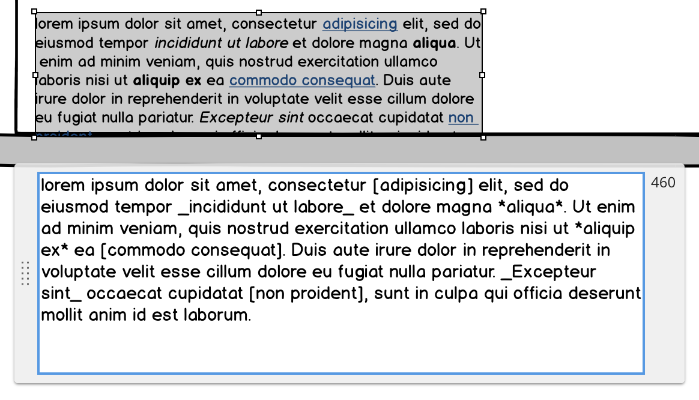 lorem ipsum dolor sit amet, consectetur adipisicing elit, sed do
eiusmod tempor incididunt ut labore et dolore magna aliqua. Ut
enim ad minim veniam, quis nostrud exercitation ullamco
laboris nisi ut aliquip ex ea commodo consequat. Duis aute
irure dolor in reprehenderit in voluptate velit esse cillum dolore
eu fugiat nulla pariatur. Excepteur sint occaecat cupidatat non
lorem ipsum dolor sit amet, consectetur [adipisicing] elit, sed do
eiusmod tempor _incididunt ut labore_ et dolore magna *aliqua*. Ut enim
ad minim veniam, quis nostrud exercitation ullamco laboris nisi ut *aliquip
ex* ea [commodo consequat]. Duis aute irure dolor in reprehenderit in
voluptate velit esse cillum dolore eu fugiat nulla pariatur. _Excepteur
sint_ occaecat cupidatat [non proident], sunt in culpa qui officia deserunt
mollit anim id est laborum.
460